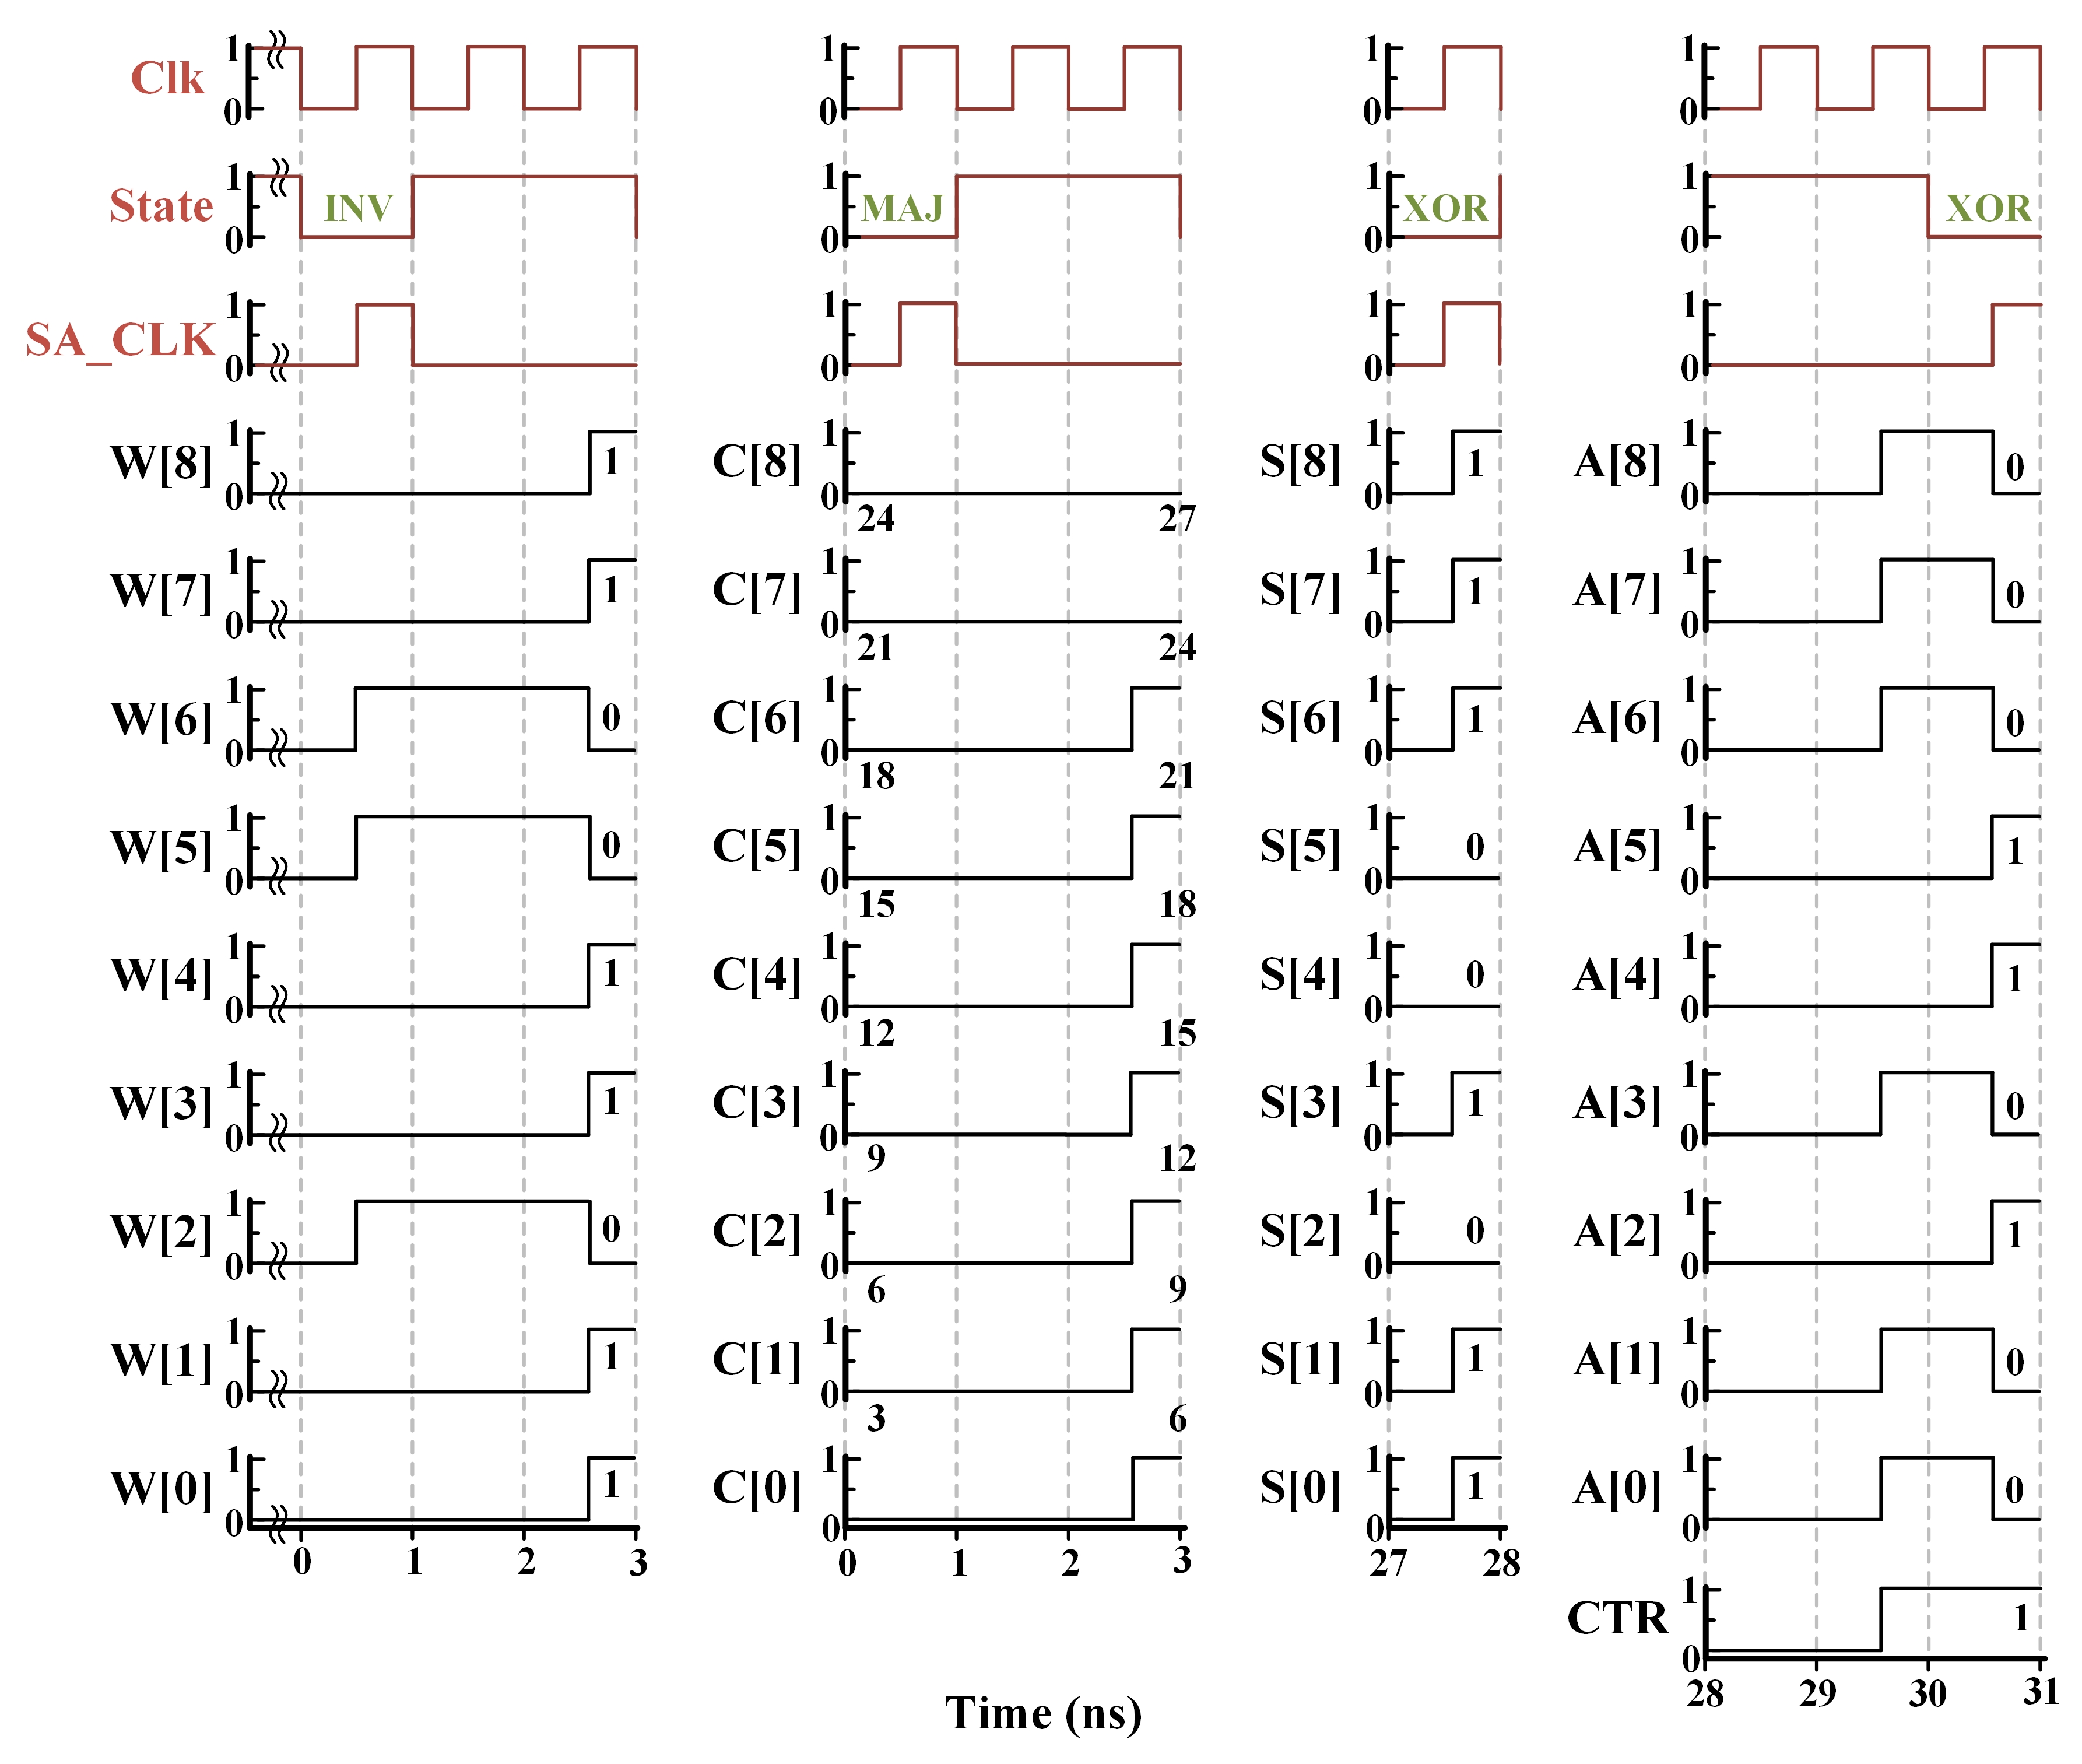 Clk 1 0 1 0 1 0 1 0
State 1 0 INV 1 0 MAJ 1 0 XOR 1 0 XOR
SA_CLK 1 0 1 0 1 0 1 0
W[8] 1 0 1 C[8] 1 0 S[8] 1 0 1 A[8] 1 0 0
24 27
W[7] 1 0 1 C[7] 1 0 S[7] 1 0 1 A[7] 1 0 0
21 24
W[6] 1 0 0 C[6] 1 0 S[6] 1 0 1 A[6] 1 0 0
18 21
W[5] 1 0 0 C[5] 1 0 S[5] 1 0 0 A[5] 1 0 1
15 18
W[4] 1 0 1 C[4] 1 0 S[4] 1 0 0 A[4] 1 0 1
12 15
W[3] 1 0 1 C[3] 1 0 S[3] 1 0 1 A[3] 1 0 0
9 12
W[2] 1 0 0 C[2] 1 0 S[2] 1 0 0 A[2] 1 0 1
6 9
W[1] 1 0 1 C[1] 1 0 S[1] 1 0 1 A[1] 1 0 0
3 6
W[0] 1 0 1 C[0] 1 0 S[0] 1 0 1 A[0] 1 0 0
0 1 2 3 0 1 2 3 27 28
CTR 1 0 1
28 29 30 31
Time (ns)